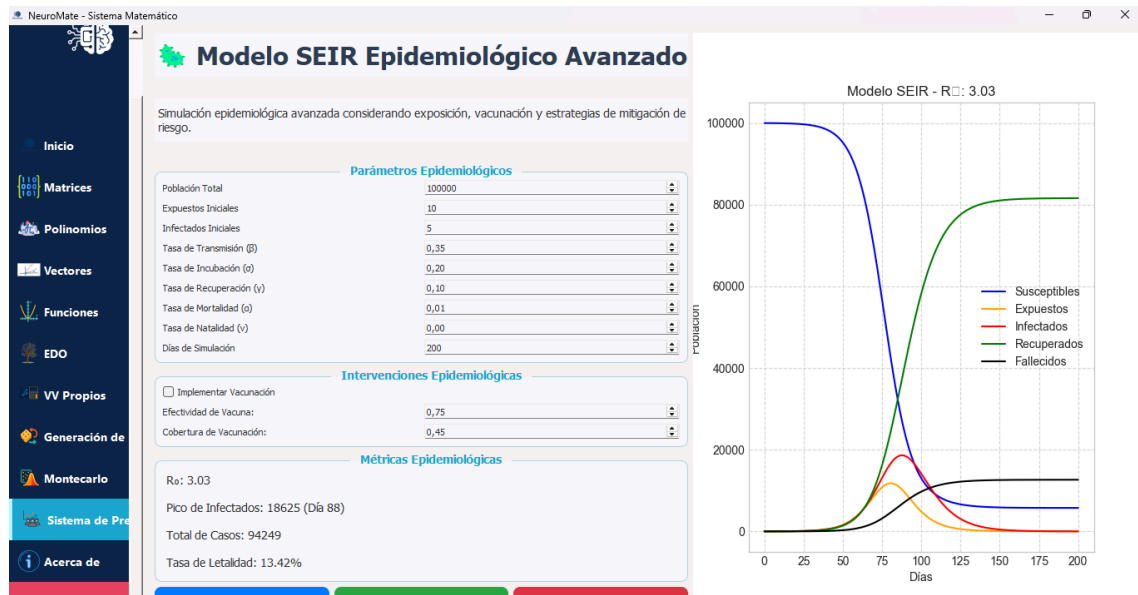 NeuroMate - Sistema Matemático
Inicio
Matrices
Polinomios
Vectores
Funciones
EDO
VV Propios
Generación de
Montecarlo
Sistema de Pre
Acerca de
Modelo SEIR Epidemiológico Avanzado
Simulación epidemiológica avanzada considerando exposición, vacunación y estrategias de mitigación de
riesgo.
Parámetros Epidemiológicos
Población Total 100000
Expuestos Iniciales 10
Infectados Iniciales 5
Tasa de Transmisión (β) 0,35
Tasa de Incubación (σ) 0,20
Tasa de Recuperación (γ) 0,10
Tasa de Mortalidad (α) 0,01
Tasa de Natalidad (ν) 0,00
Días de Simulación 200
Intervenciones Epidemiológicas
Implementar Vacunación
Efectividad de Vacuna: 0,75
Cobertura de Vacunación: 0,45
Métricas Epidemiológicas
R₀: 3.03
Pico de Infectados: 18625 (Día 88)
Total de Casos: 94249
Tasa de Letalidad: 13.42%
Modelo SEIR - R□: 3.03
100000
80000
60000
40000
20000
0
Población
Susceptibles
Expuestos
Infectados
Recuperados
Fallecidos
0 25 50 75 100 125 150 175 200
Días